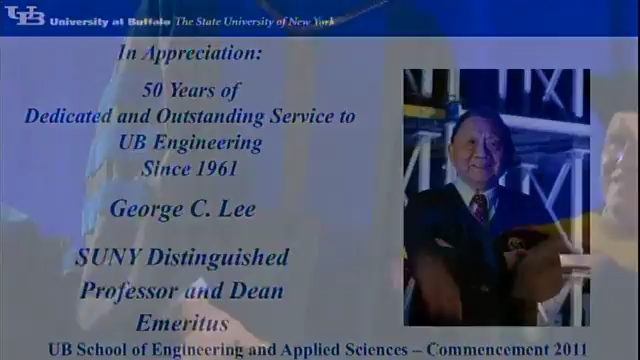 UB University at Buffalo The State University of New York
In Appreciation:
50 Years of
Dedicated and Outstanding Service to
UB Engineering
Since 1961
George C. Lee
SUNY Distinguished
Professor and Dean
Emeritus
UB School of Engineering and Applied Sciences – Commencement 2011